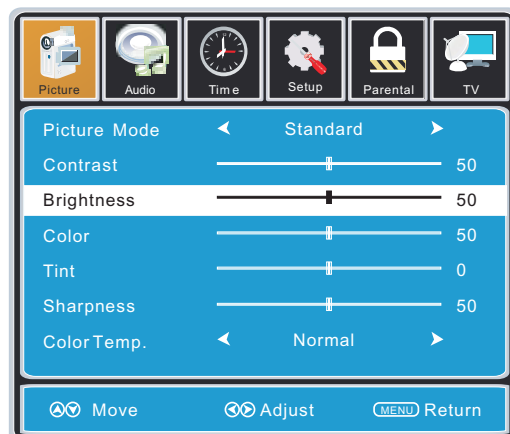 Picture Audio Time Setup Parental TV
Picture Mode Standard
Contrast 50
Brightness 50
Color 50
Tint 0
Sharpness 50
Color Temp. Normal
Move Adjust MENU Return